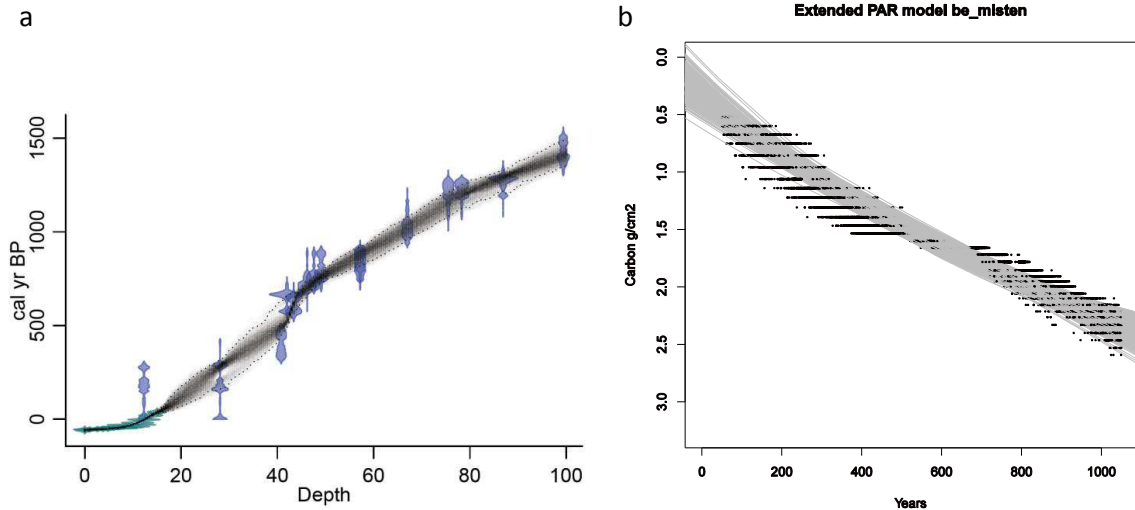 a
cal yr BP
1500
1000
500
0
0 20 40 60 80 100
Depth
b
Extended PAR model be_misten
Carbon g/cm2
0.0
0.5
1.0
1.5
2.0
2.5
3.0
0 200 400 600 800 1000
Years